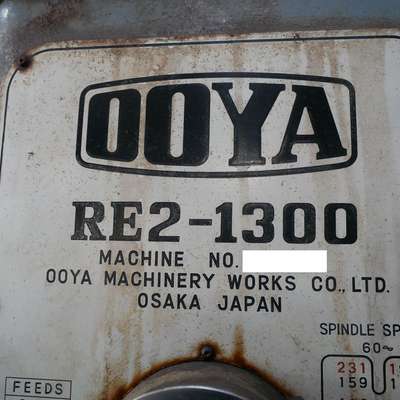 OOYA
RE2-1300
MACHINE NO.
OOYA MACHINERY WORKS CO., LTD.
OSAKA JAPAN
SPINDLE SP
60~
231
159
FEEDS